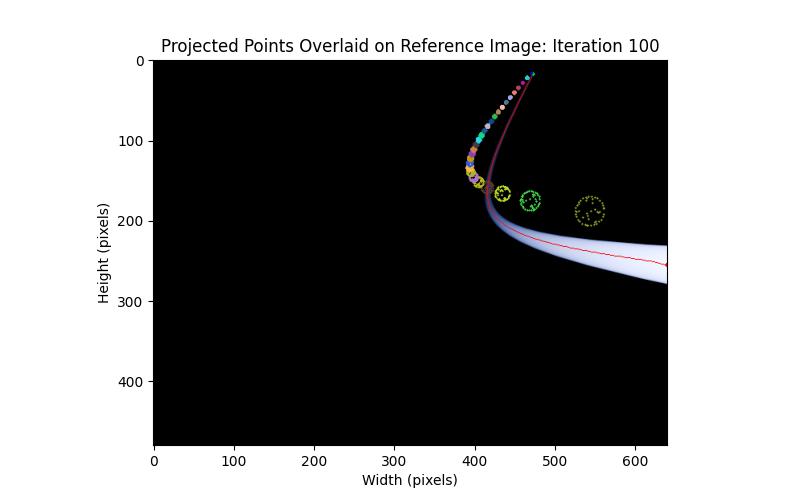 Projected Points Overlaid on Reference Image: Iteration 100
0
100
200
300
400
Height (pixels)
0 100 200 300 400 500 600
Width (pixels)